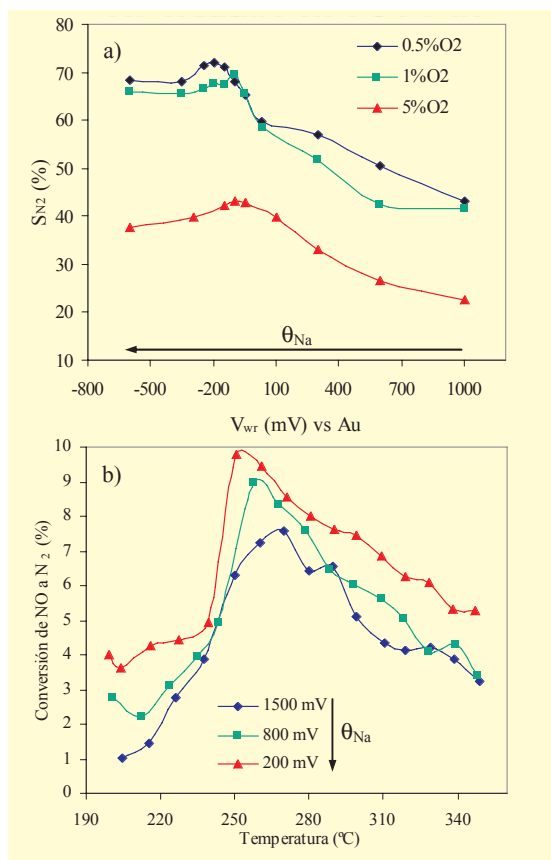 a)
0.5%O2
1%O2
5%O2
80
70
60
50
40
30
20
10
SN2 (%)
θNa
-800 -500 -200 100 400 700 1000
Vwr (mV) vs Au
b)
10
9
8
7
6
5
4
3
2
1
0
Conversión de NO a N2 (%)
1500 mV
800 mV
200 mV
θNa
190 220 250 280 310 340
Temperatura (ºC)